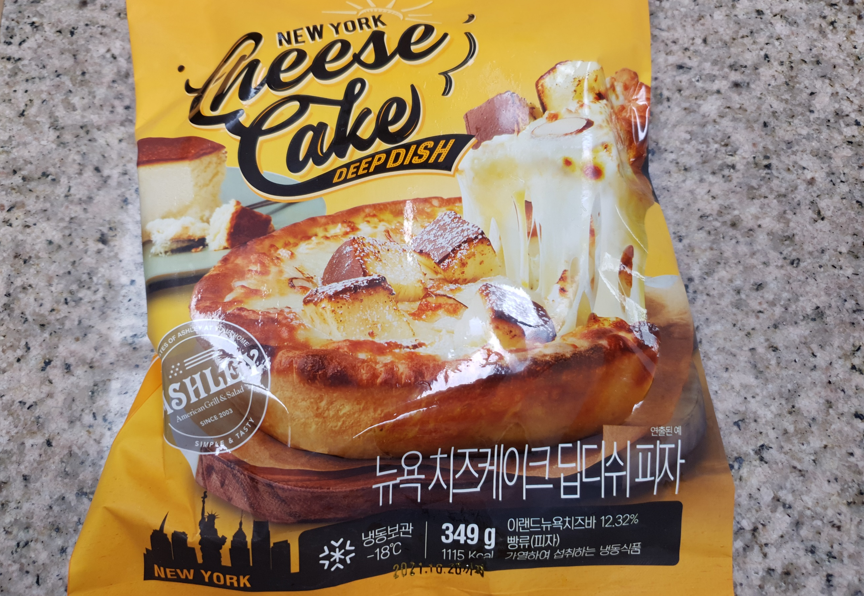 NEW YORK
Cheese
Cake
DEEP DISH
ASHLEY
American Grill & Salad
SINCE 2003
SIMPLE & TASTY
연출된 예
뉴욕 치즈케이크 딥디쉬 피자
냉동보관
-18℃
349 g
1115 Kcal
이랜드뉴욕치즈바 12.32%
빵류(피자)
가열하여 섭취하는 냉동식품
NEW YORK